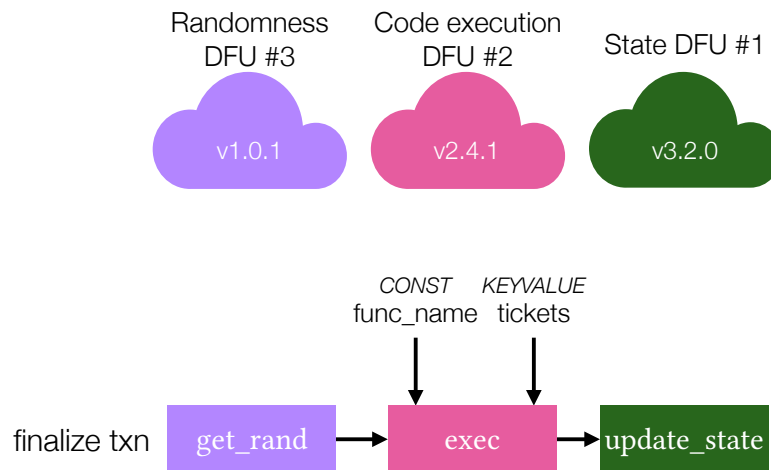 Randomness
DFU #3
Code execution
DFU #2
State DFU #1
v1.0.1
v2.4.1
v3.2.0
CONST
func_name
KEYVALUE
tickets
finalize txn
get_rand
exec
update_state